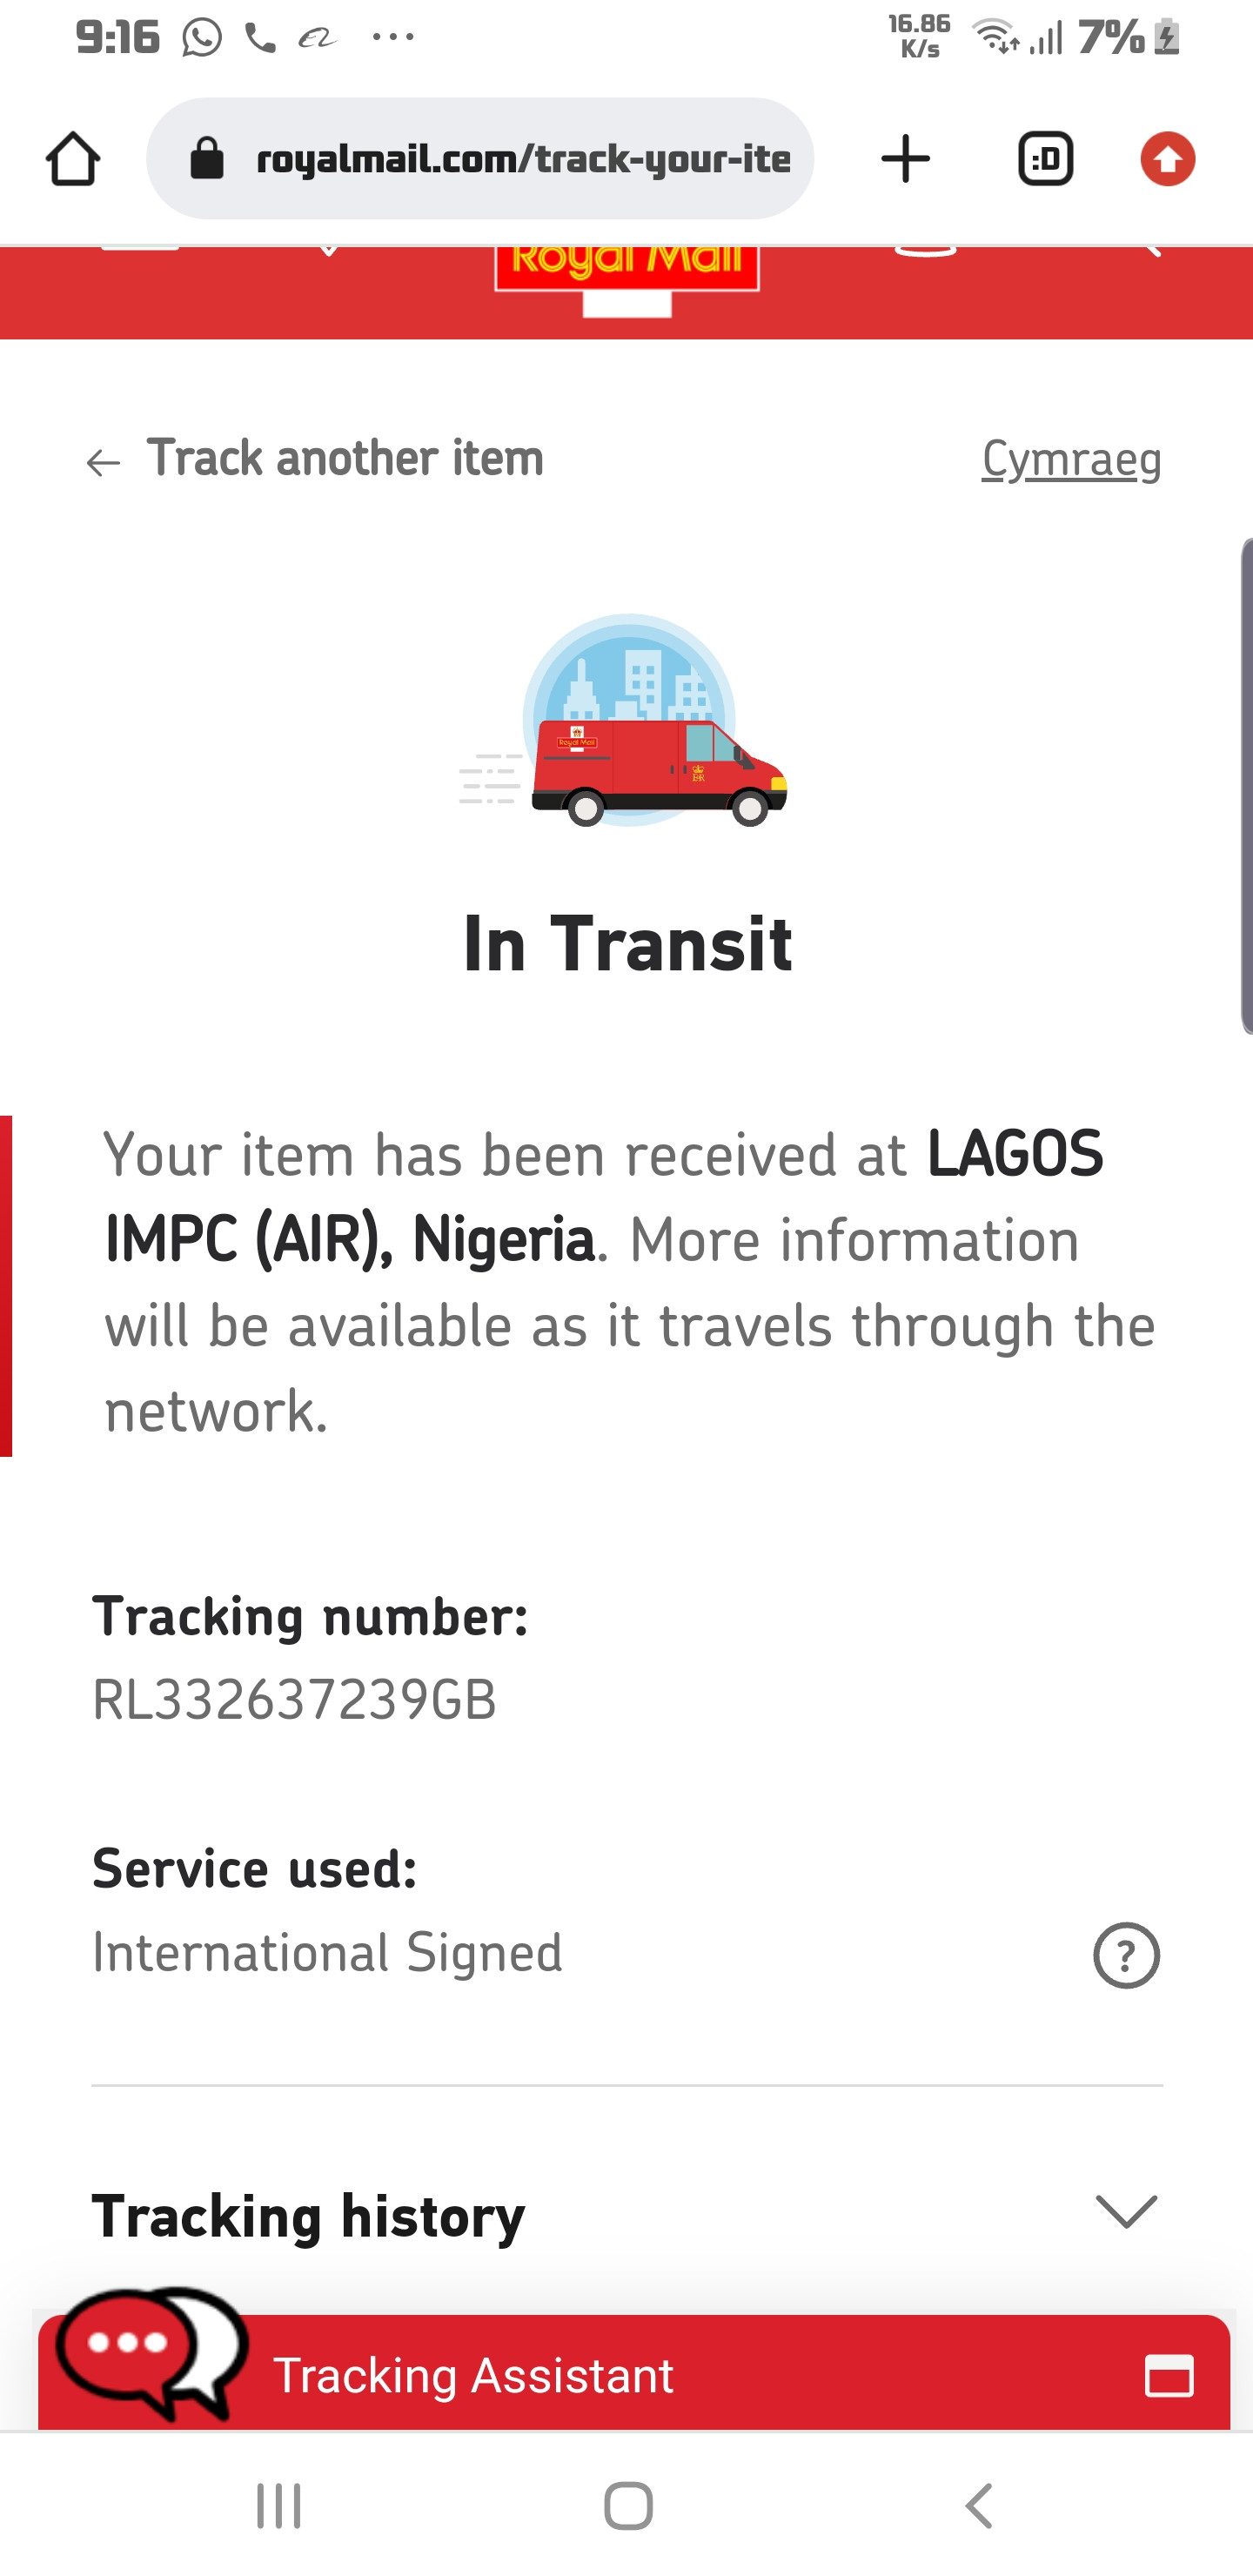 9:16
16.86
K/s
7%
royalmail.com/track-your-ite
:D
Royal Mail
Track another item
Cymraeg
Royal Mail
In Transit
Your item has been received at LAGOS
IMPC (AIR), Nigeria. More information
will be available as it travels through the
network.
Tracking number:
RL332637239GB
Service used:
International Signed
?
Tracking history
Tracking Assistant